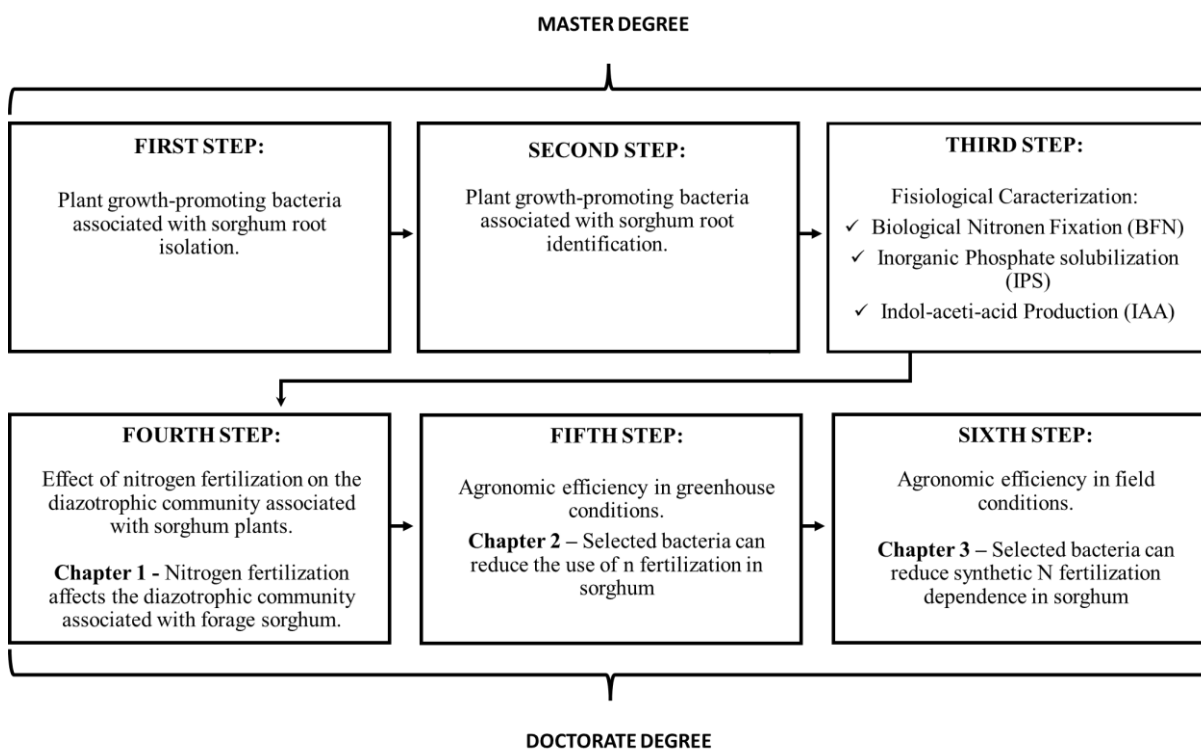 MASTER DEGREE
FIRST STEP:
Plant growth-promoting bacteria
associated with sorghum root
isolation.
SECOND STEP:
Plant growth-promoting bacteria
associated with sorghum root
identification.
THIRD STEP:
Fisiological Caracterization:
✓ Biological Nitronen Fixation (BFN)
✓ Inorganic Phosphate solubilization
(IPS)
✓ Indol-aceti-acid Production (IAA)
FOURTH STEP:
Effect of nitrogen fertilization on the
diazotrophic community associated
with sorghum plants.
Chapter 1 - Nitrogen fertilization
affects the diazotrophic community
associated with forage sorghum.
FIFTH STEP:
Agronomic efficiency in greenhouse
conditions.
Chapter 2 – Selected bacteria can
reduce the use of n fertilization in
sorghum
SIXTH STEP:
Agronomic efficiency in field
conditions.
Chapter 3 – Selected bacteria can
reduce synthetic N fertilization
dependence in sorghum
DOCTORATE DEGREE